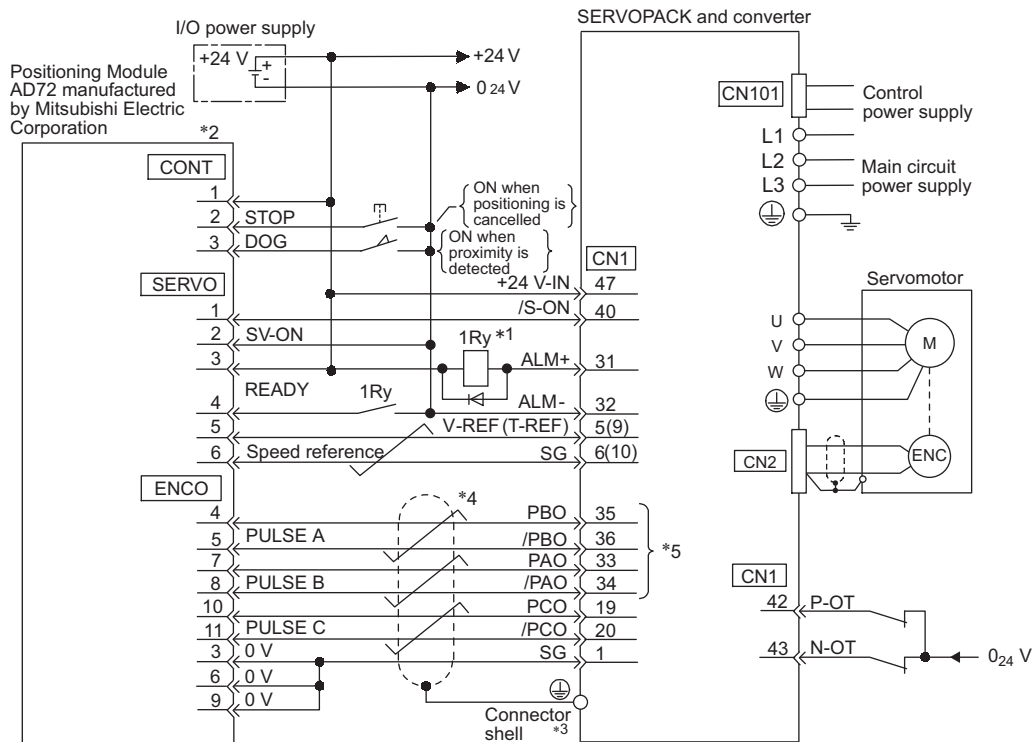 SERVOPACK and converter
I/O power supply
+24 V
+
-
+24 V
0 24 V
Positioning Module
AD72 manufactured
by Mitsubishi Electric
Corporation
*2
CONT
1
2 STOP
3 DOG
ON when
positioning is
cancelled
ON when
proximity is
detected
SERVO
1
2 SV-ON
3
READY
4
5
6 Speed reference
1Ry *1
1Ry
CN1
+24 V-IN 47
/S-ON 40
ALM+ 31
ALM- 32
V-REF (T-REF) 5(9)
SG 6(10)
ENCO
4
5 PULSE A
7
8 PULSE B
10
11 PULSE C
3 0 V
6 0 V
9 0 V
*4
PBO 35
/PBO 36
PAO 33
/PAO 34
PCO 19
/PCO 20
SG 1
*5
Connector
shell *3
CN101
Control
power supply
L1
L2
L3
Main circuit
power supply
Servomotor
U
V
W
M
CN2
ENC
CN1
42 P-OT
43 N-OT
024 V